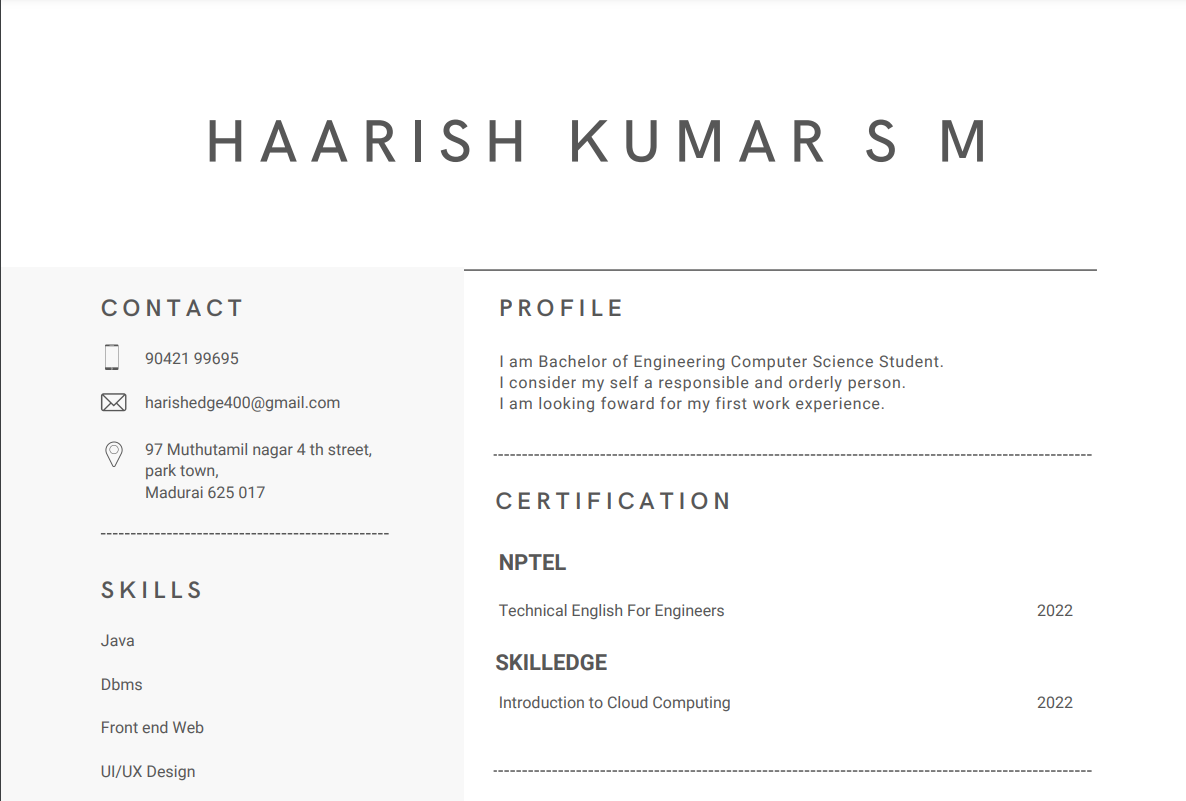 HAARISH KUMAR S M
CONTACT
90421 99695
harishedge400@gmail.com
97 Muthutamil nagar 4 th street,
park town,
Madurai 625 017
SKILLS
Java
Dbms
Front end Web
UI/UX Design
PROFILE
I am Bachelor of Engineering Computer Science Student.
I consider my self a responsible and orderly person.
I am looking foward for my first work experience.
CERTIFICATION
NPTEL
Technical English For Engineers 2022
SKILLEDGE
Introduction to Cloud Computing 2022